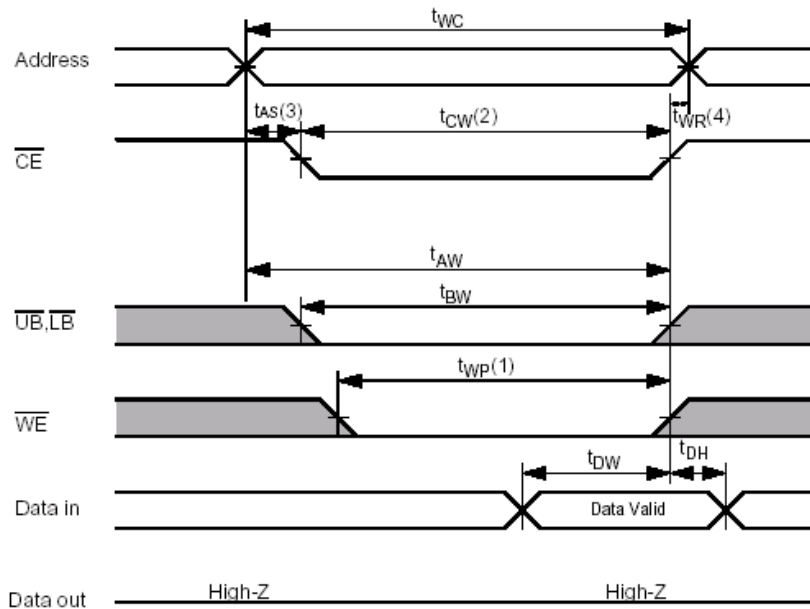 tWC
Address
tAS(3)
tCW(2)
tWR(4)
CE
tAW
tBW
UB,LB
tWP(1)
WE
tDW
tDH
Data in
Data Valid
Data out
High-Z
High-Z